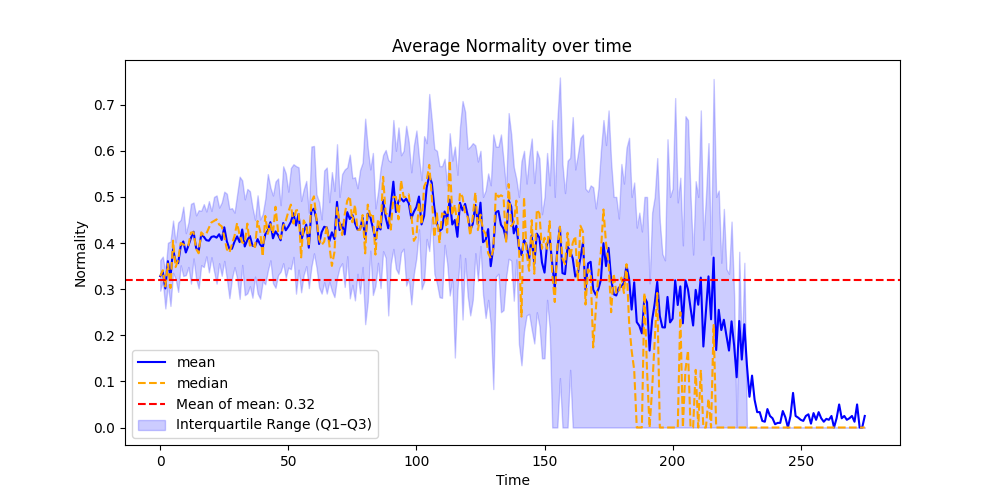 Average Normality over time
Normality
0.7
0.6
0.5
0.4
0.3
0.2
0.1
0.0
mean
median
Mean of mean: 0.32
Interquartile Range (Q1–Q3)
0 50 100 150 200 250
Time